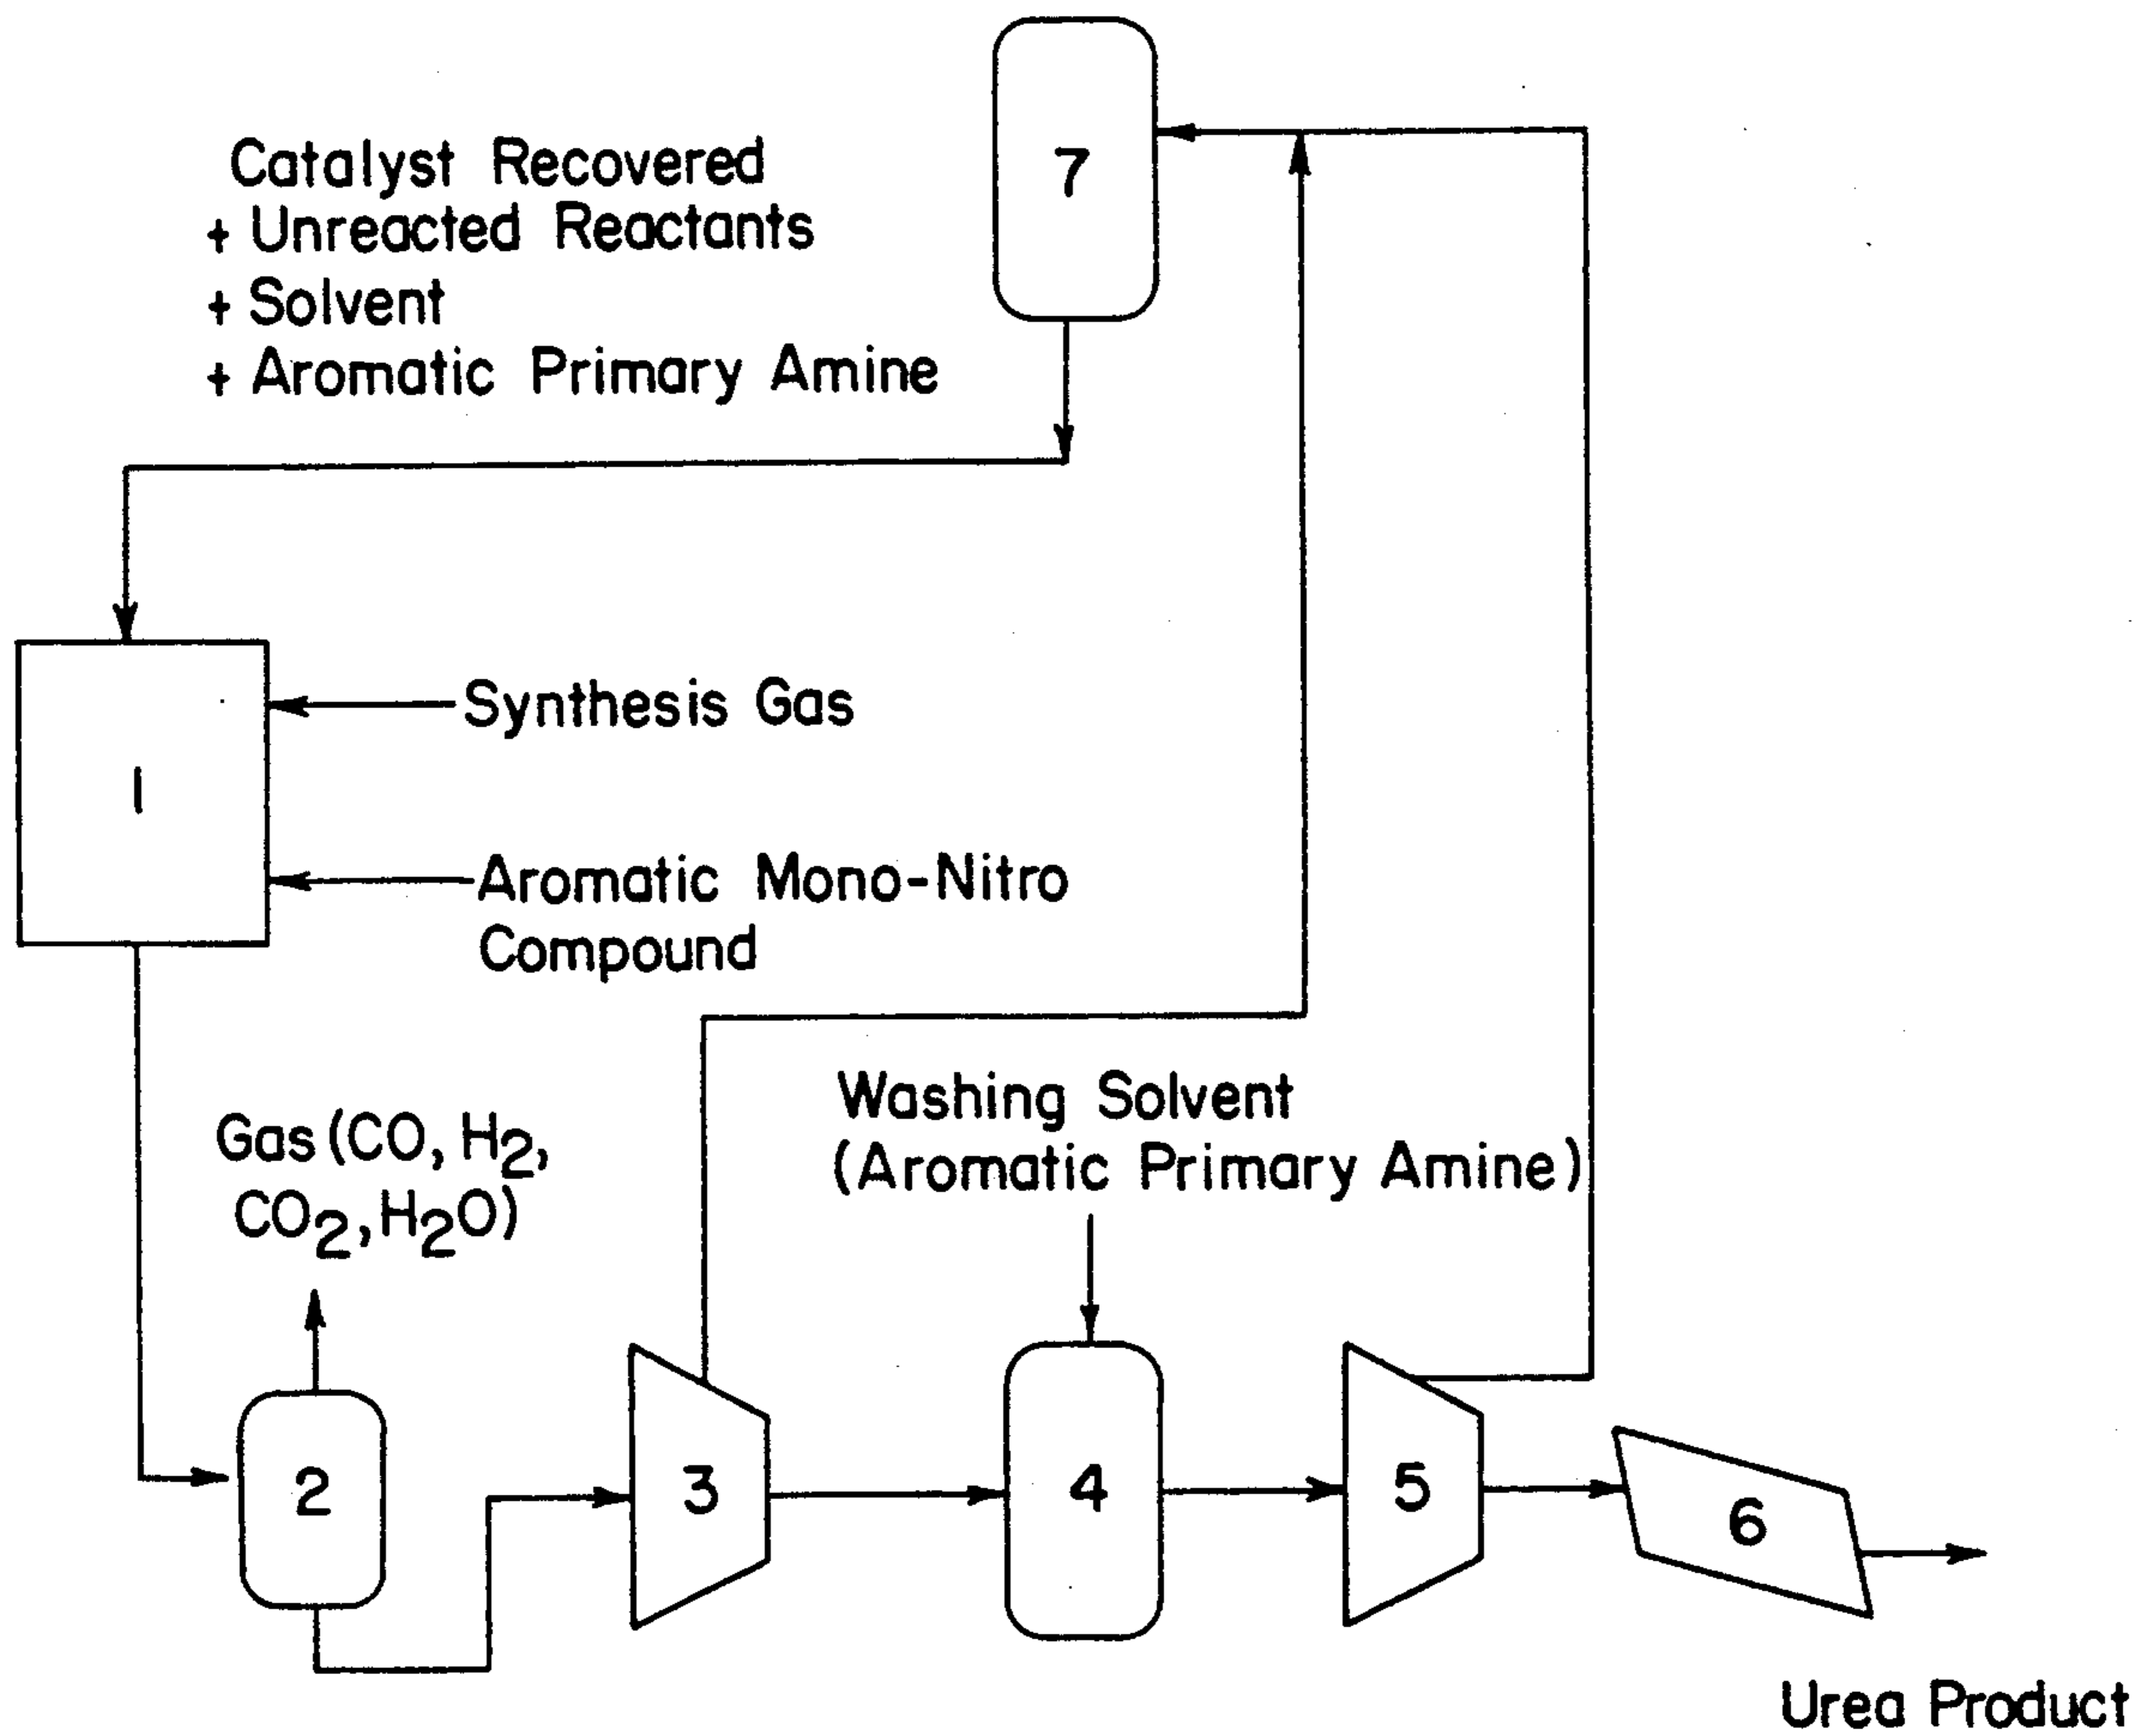 7
Catalyst Recovered
+ Unreacted Reactants
+ Solvent
+ Aromatic Primary Amine
Synthesis Gas
1
Aromatic Mono-Nitro
Compound
Washing Solvent
(Aromatic Primary Amine)
Gas (CO, H2,
CO2, H2O)
2
3
4
5
6
Urea Product